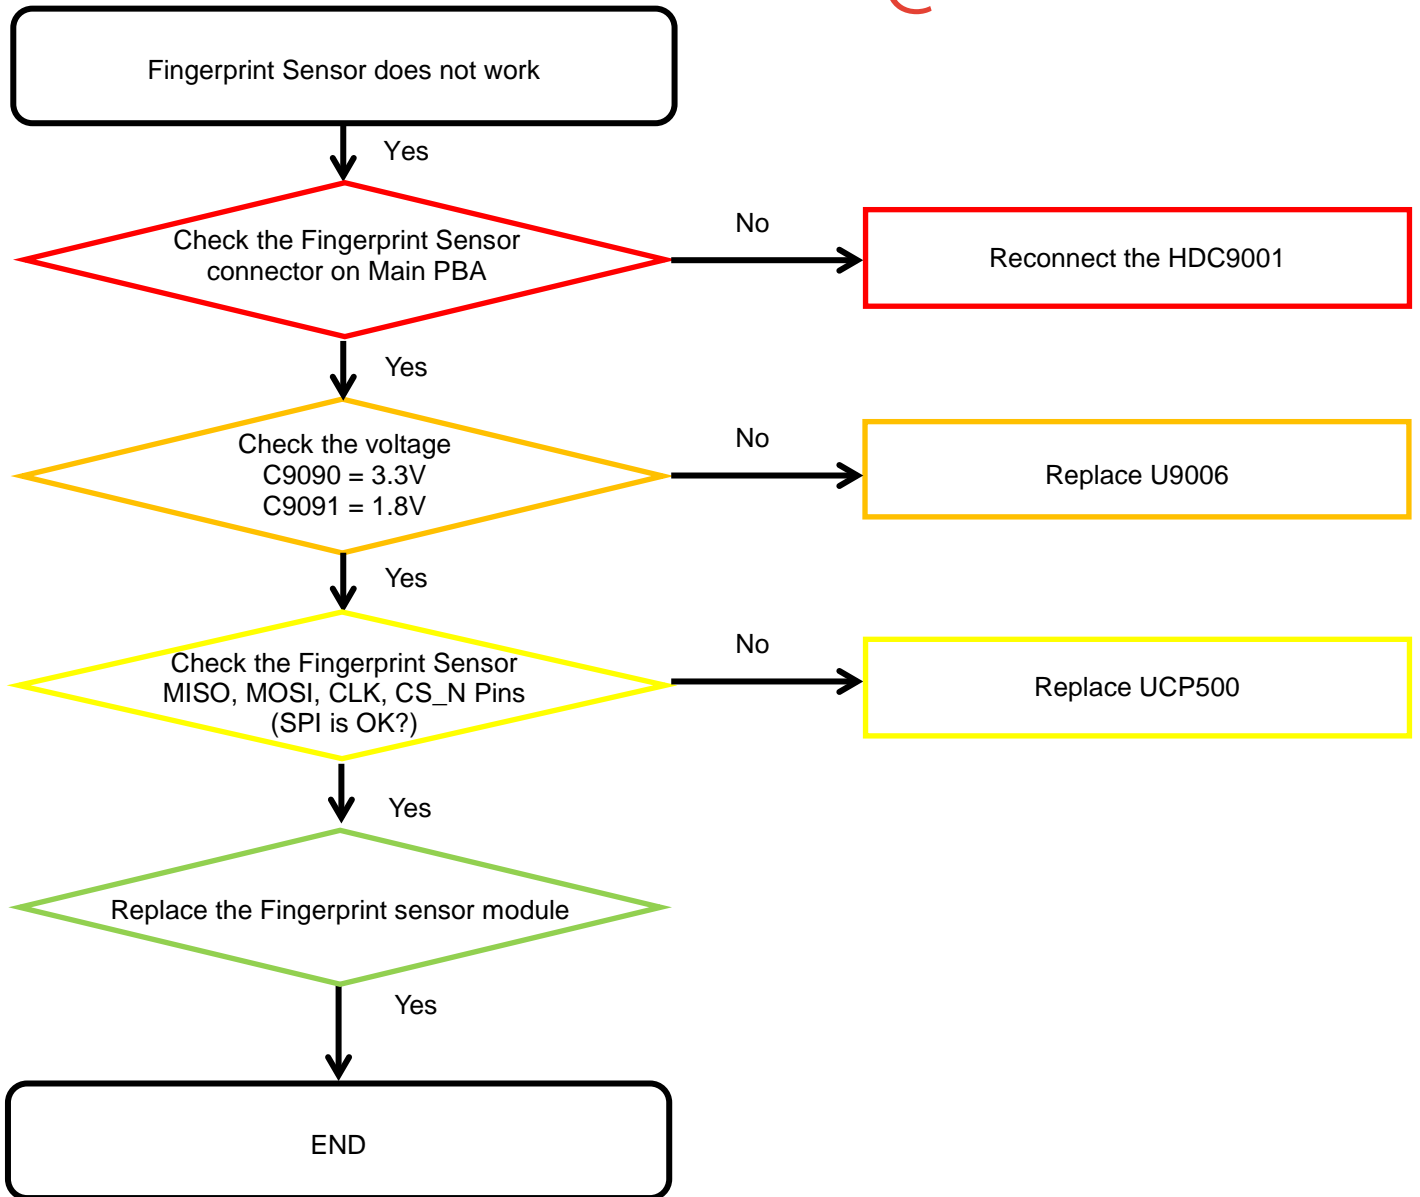 Fingerprint Sensor does not work
Yes
Check the Fingerprint Sensor
connector on Main PBA
No
Reconnect the HDC9001
Yes
Check the voltage
C9090 = 3.3V
C9091 = 1.8V
No
Replace U9006
Yes
Check the Fingerprint Sensor
MISO, MOSI, CLK, CS_N Pins
(SPI is OK?)
No
Replace UCP500
Yes
Replace the Fingerprint sensor module
Yes
END